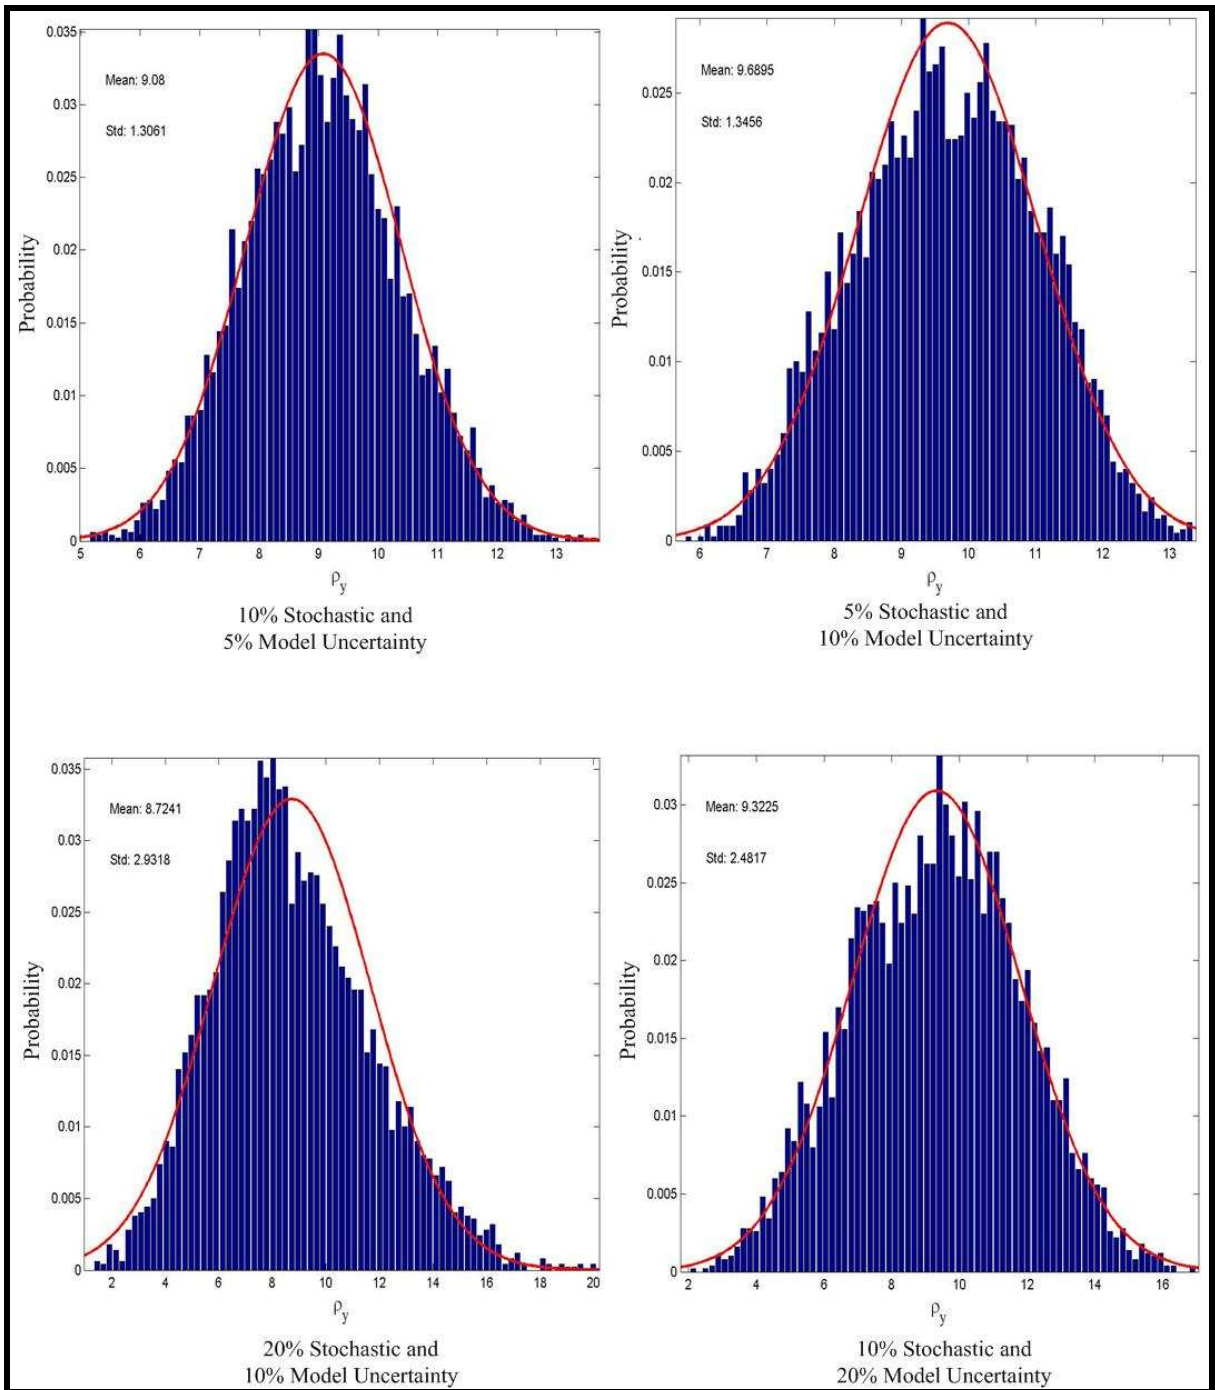 0.035
0.03
0.025
0.02
0.015
0.01
0.005
0
Mean: 9.08
Std: 1.3061
Probability
5 6 7 8 9 10 11 12 13
ρy
10% Stochastic and
5% Model Uncertainty
0.025
0.02
0.015
0.01
0.005
0
Mean: 9.6895
Std: 1.3456
Probability
6 7 8 9 10 11 12 13
ρy
5% Stochastic and
10% Model Uncertainty
0.035
0.03
0.025
0.02
0.015
0.01
0.005
0
Mean: 8.7241
Std: 2.9318
Probability
2 4 6 8 10 12 14 16 18 20
ρy
20% Stochastic and
10% Model Uncertainty
0.03
0.025
0.02
0.015
0.01
0.005
0
Mean: 9.3225
Std: 2.4817
Probability
2 4 6 8 10 12 14 16
ρy
10% Stochastic and
20% Model Uncertainty